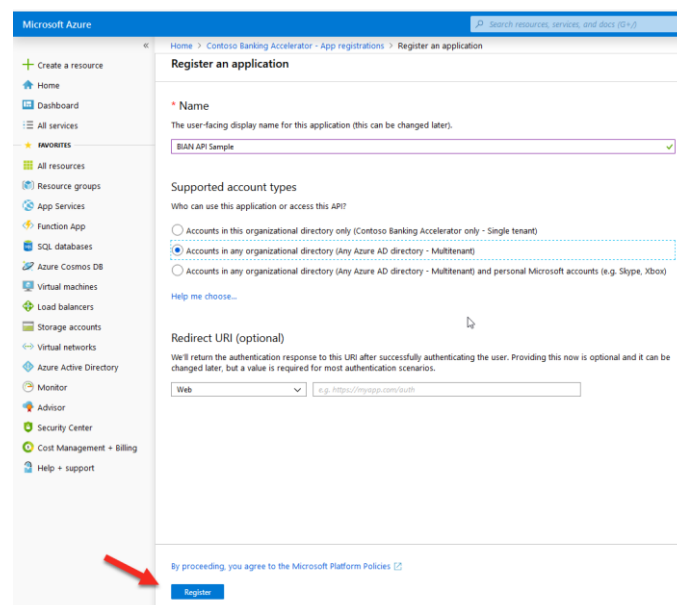 Microsoft Azure
Search resources, services, and docs (G+/)
«
Home > Contoso Banking Accelerator - App registrations > Register an application
Register an application
Create a resource
Home
Dashboard
All services
FAVORITES
All resources
Resource groups
App Services
Function App
SQL databases
Azure Cosmos DB
Virtual machines
Load balancers
Storage accounts
Virtual networks
Azure Active Directory
Monitor
Advisor
Security Center
Cost Management + Billing
Help + support
* Name
The user-facing display name for this application (this can be changed later).
BIAN API Sample
Supported account types
Who can use this application or access this API?
Accounts in this organizational directory only (Contoso Banking Accelerator only - Single tenant)
Accounts in any organizational directory (Any Azure AD directory - Multitenant)
Accounts in any organizational directory (Any Azure AD directory - Multitenant) and personal Microsoft accounts (e.g. Skype, Xbox)
Help me choose...
Redirect URI (optional)
We'll return the authentication response to this URI after successfully authenticating the user. Providing this now is optional and it can be
changed later, but a value is required for most authentication scenarios.
Web
e.g. https://myapp.com/auth
By proceeding, you agree to the Microsoft Platform Policies
Register